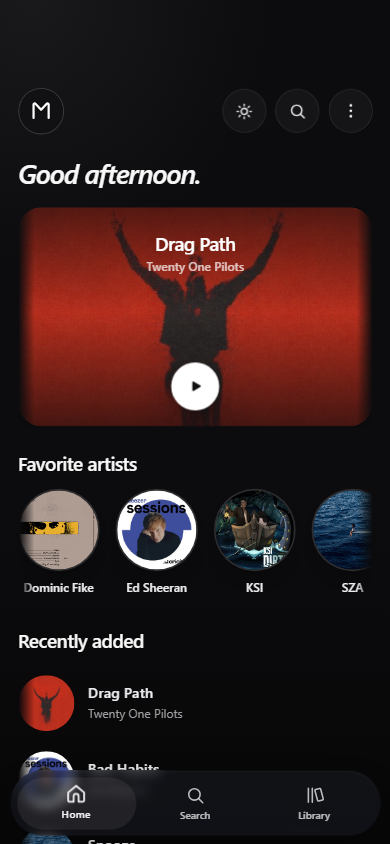 M
Good afternoon.
Drag Path
Twenty One Pilots
Favorite artists
sessions
KSI
Dominic Fike
Ed Sheeran
KSI
SZA
Recently added
Drag Path
Twenty One Pilots
sessions
Bad Habits
Home
Search
Library